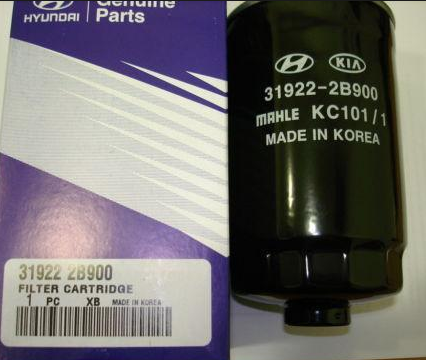 HYUNDAI
Genuine
Parts
31922 2B900
FILTER CARTRIDGE
1 PC XB MADE IN KOREA
KIA
31922-2B900
MAHLE KC101/1
MADE IN KOREA